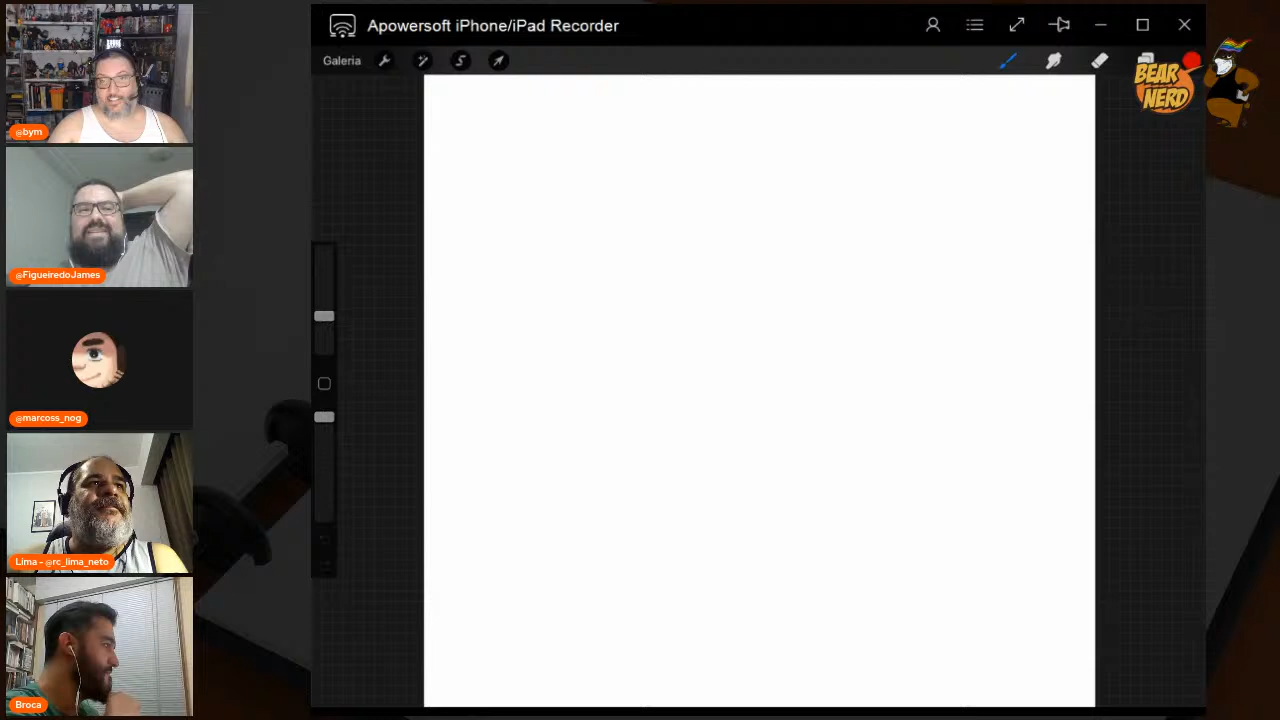 Apowersoft iPhone/iPad Recorder
Galeria
BEAR
NERD
@bym
@FigueiredoJames
@marcoss_nog
Lima - @rc_lima_neto
Broca